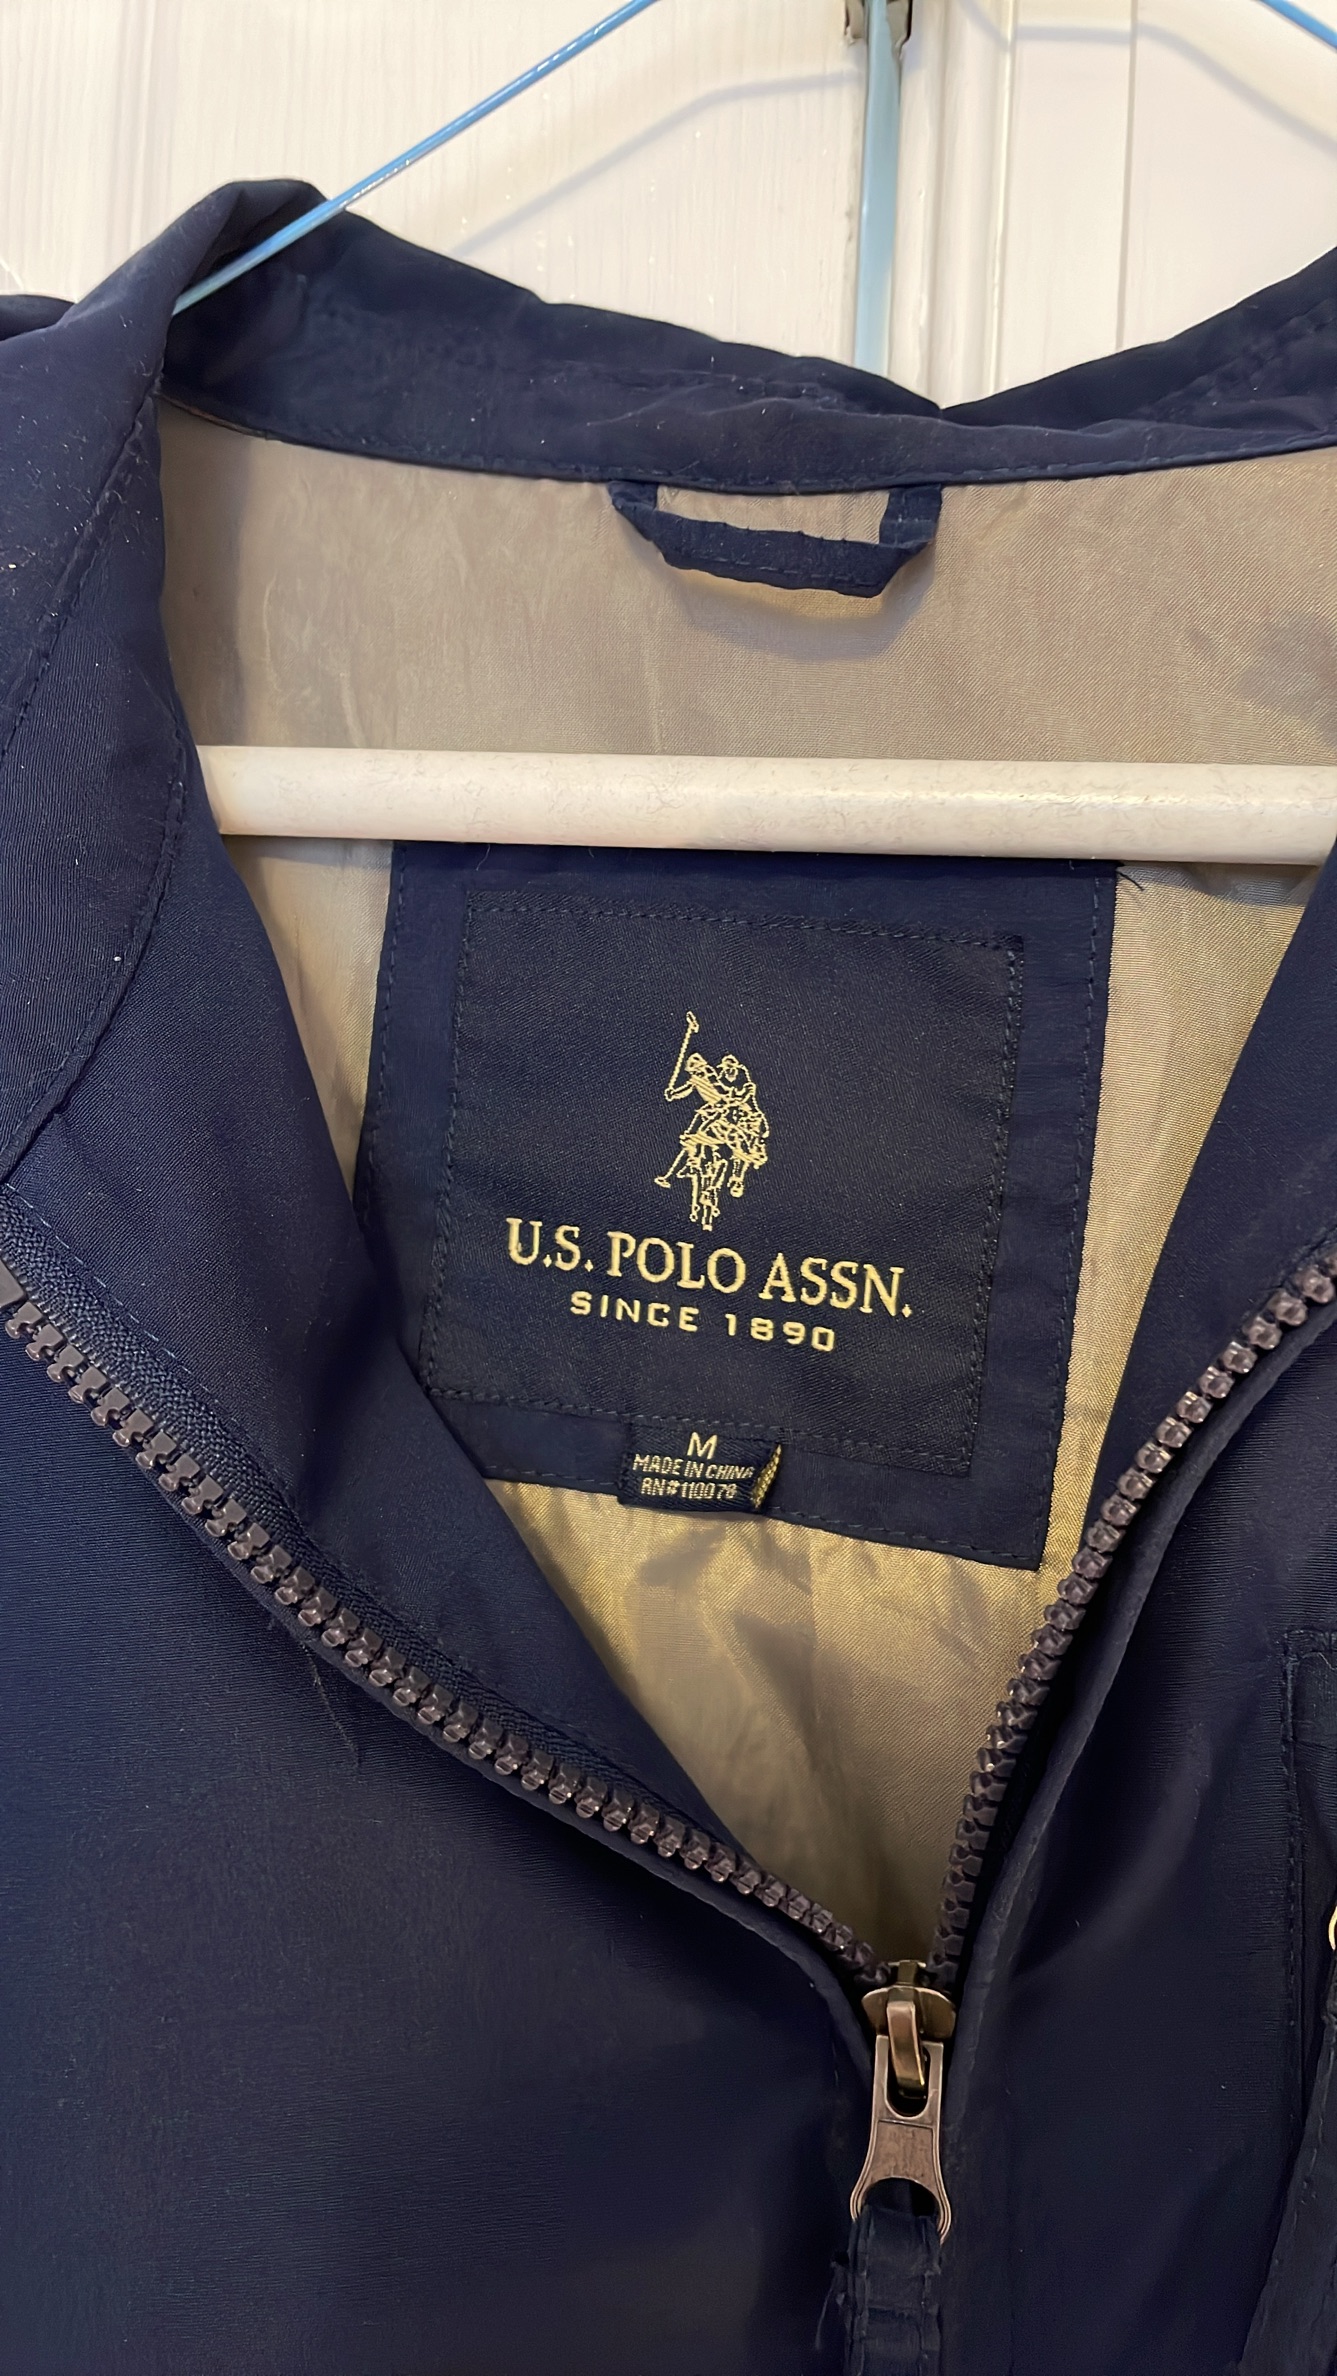 U.S. POLO ASSN.
SINCE 1890
M
MADE IN CHINA
RN#110078